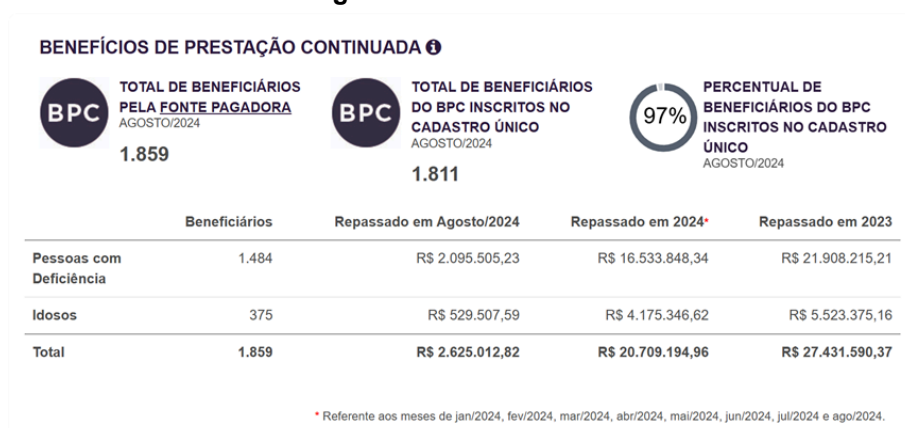 BENEFÍCIOS DE PRESTAÇÃO CONTINUADA
BPC
TOTAL DE BENEFICIÁRIOS
PELA FONTE PAGADORA
AGOSTO/2024
1.859
BPC
TOTAL DE BENEFICIÁRIOS
DO BPC INSCRITOS NO
CADASTRO ÚNICO
AGOSTO/2024
1.811
97%
PERCENTUAL DE
BENEFICIÁRIOS DO BPC
INSCRITOS NO CADASTRO
ÚNICO
AGOSTO/2024
Beneficiários Repassado em Agosto/2024 Repassado em 2024* Repassado em 2023
Pessoas com
Deficiência 1.484 R$ 2.095.505,23 R$ 16.533.848,34 R$ 21.908.215,21
Idosos 375 R$ 529.507,59 R$ 4.175.346,62 R$ 5.523.375,16
Total 1.859 R$ 2.625.012,82 R$ 20.709.194,96 R$ 27.431.590,37
* Referente aos meses de jan/2024, fev/2024, mar/2024, abr/2024, mai/2024, jun/2024, jul/2024 e ago/2024.